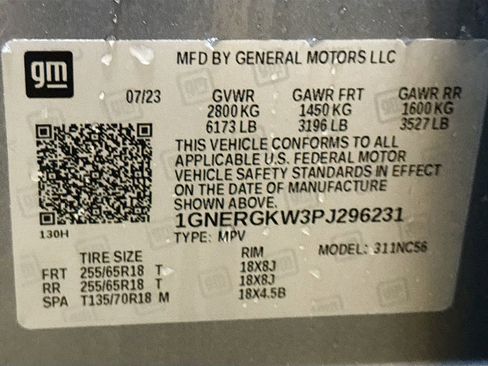 gm
MFD BY GENERAL MOTORS LLC
07/23 GVWR GAWR FRT GAWR RR
2800 KG 1450 KG 1600 KG
6173 LB 3196 LB 3527 LB
THIS VEHICLE CONFORMS TO ALL
APPLICABLE U.S. FEDERAL MOTOR
VEHICLE SAFETY STANDARDS IN EFFECT
ON THE DATE OF MANUFACTURE
SHOWN ABOVE.
1GNERGKW3PJ296231
130H
TYPE: MPV MODEL: 311NC56
TIRE SIZE RIM
FRT 255/65R18 T 18X8J
RR 255/65R18 T 18X8J
SPA T135/70R18 M 18X4.5B